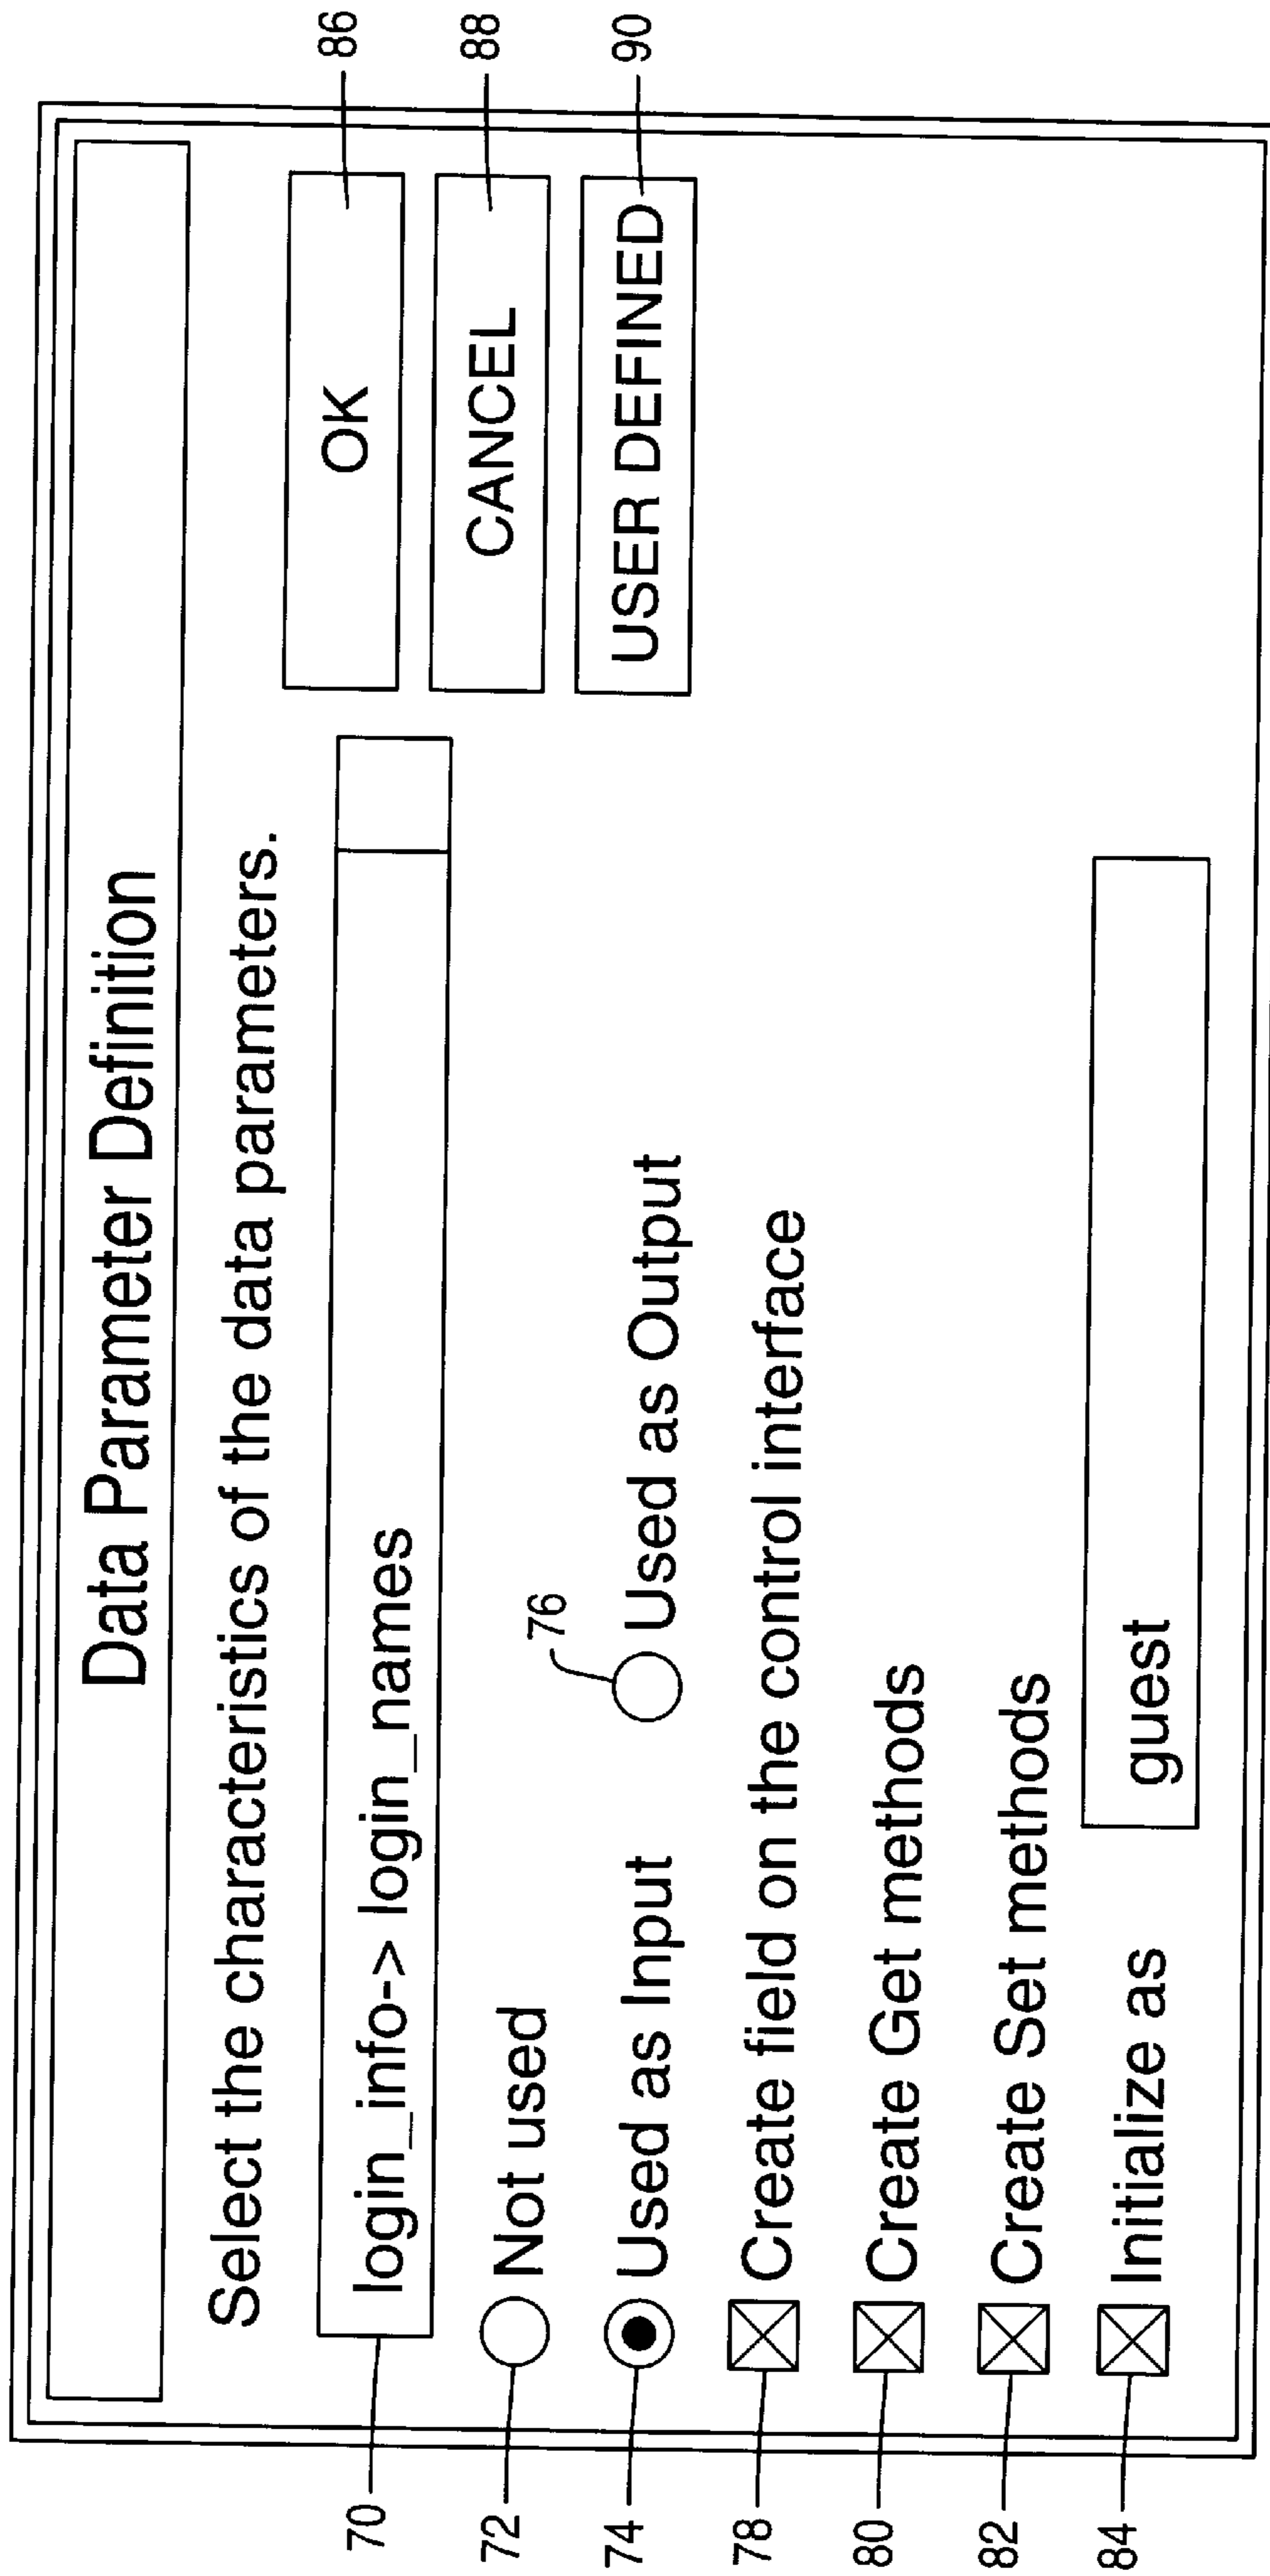 Data Parameter Definition
Select the characteristics of the data parameters.
70
login_info-> login_names
OK
86
CANCEL
88
USER DEFINED
90
72
Not used
74
Used as Input
76
Used as Output
78
Create field on the control interface
80
Create Get methods
82
Create Set methods
84
Initialize as
guest